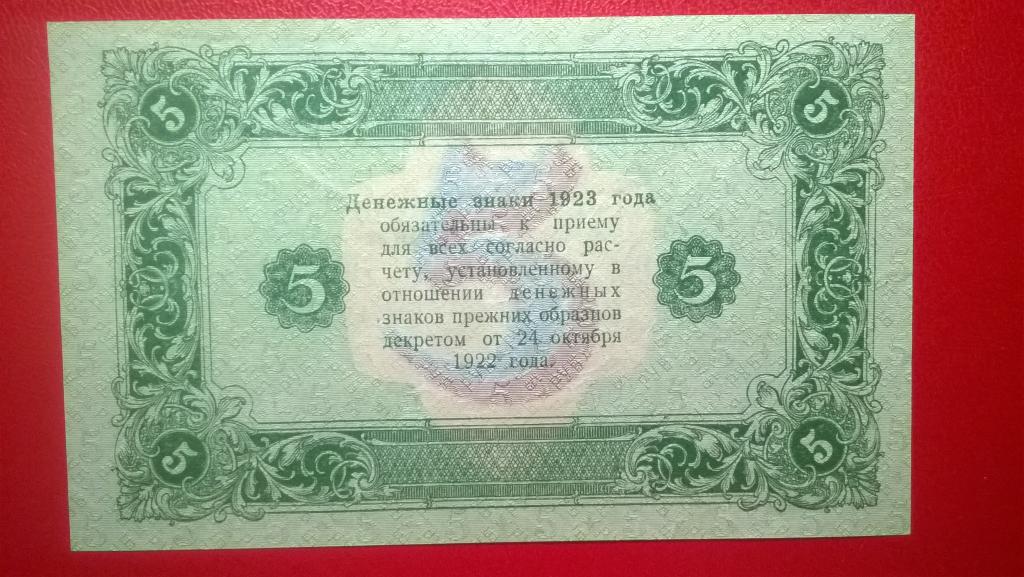 5 5
Денежные знаки 1923 года
обязательны к приему
для всех согласно рас-
чету, установленному в
5 отношении денежных 5
знаков прежних образцов
декретом от 24 октября
1922 года.
5
5 5